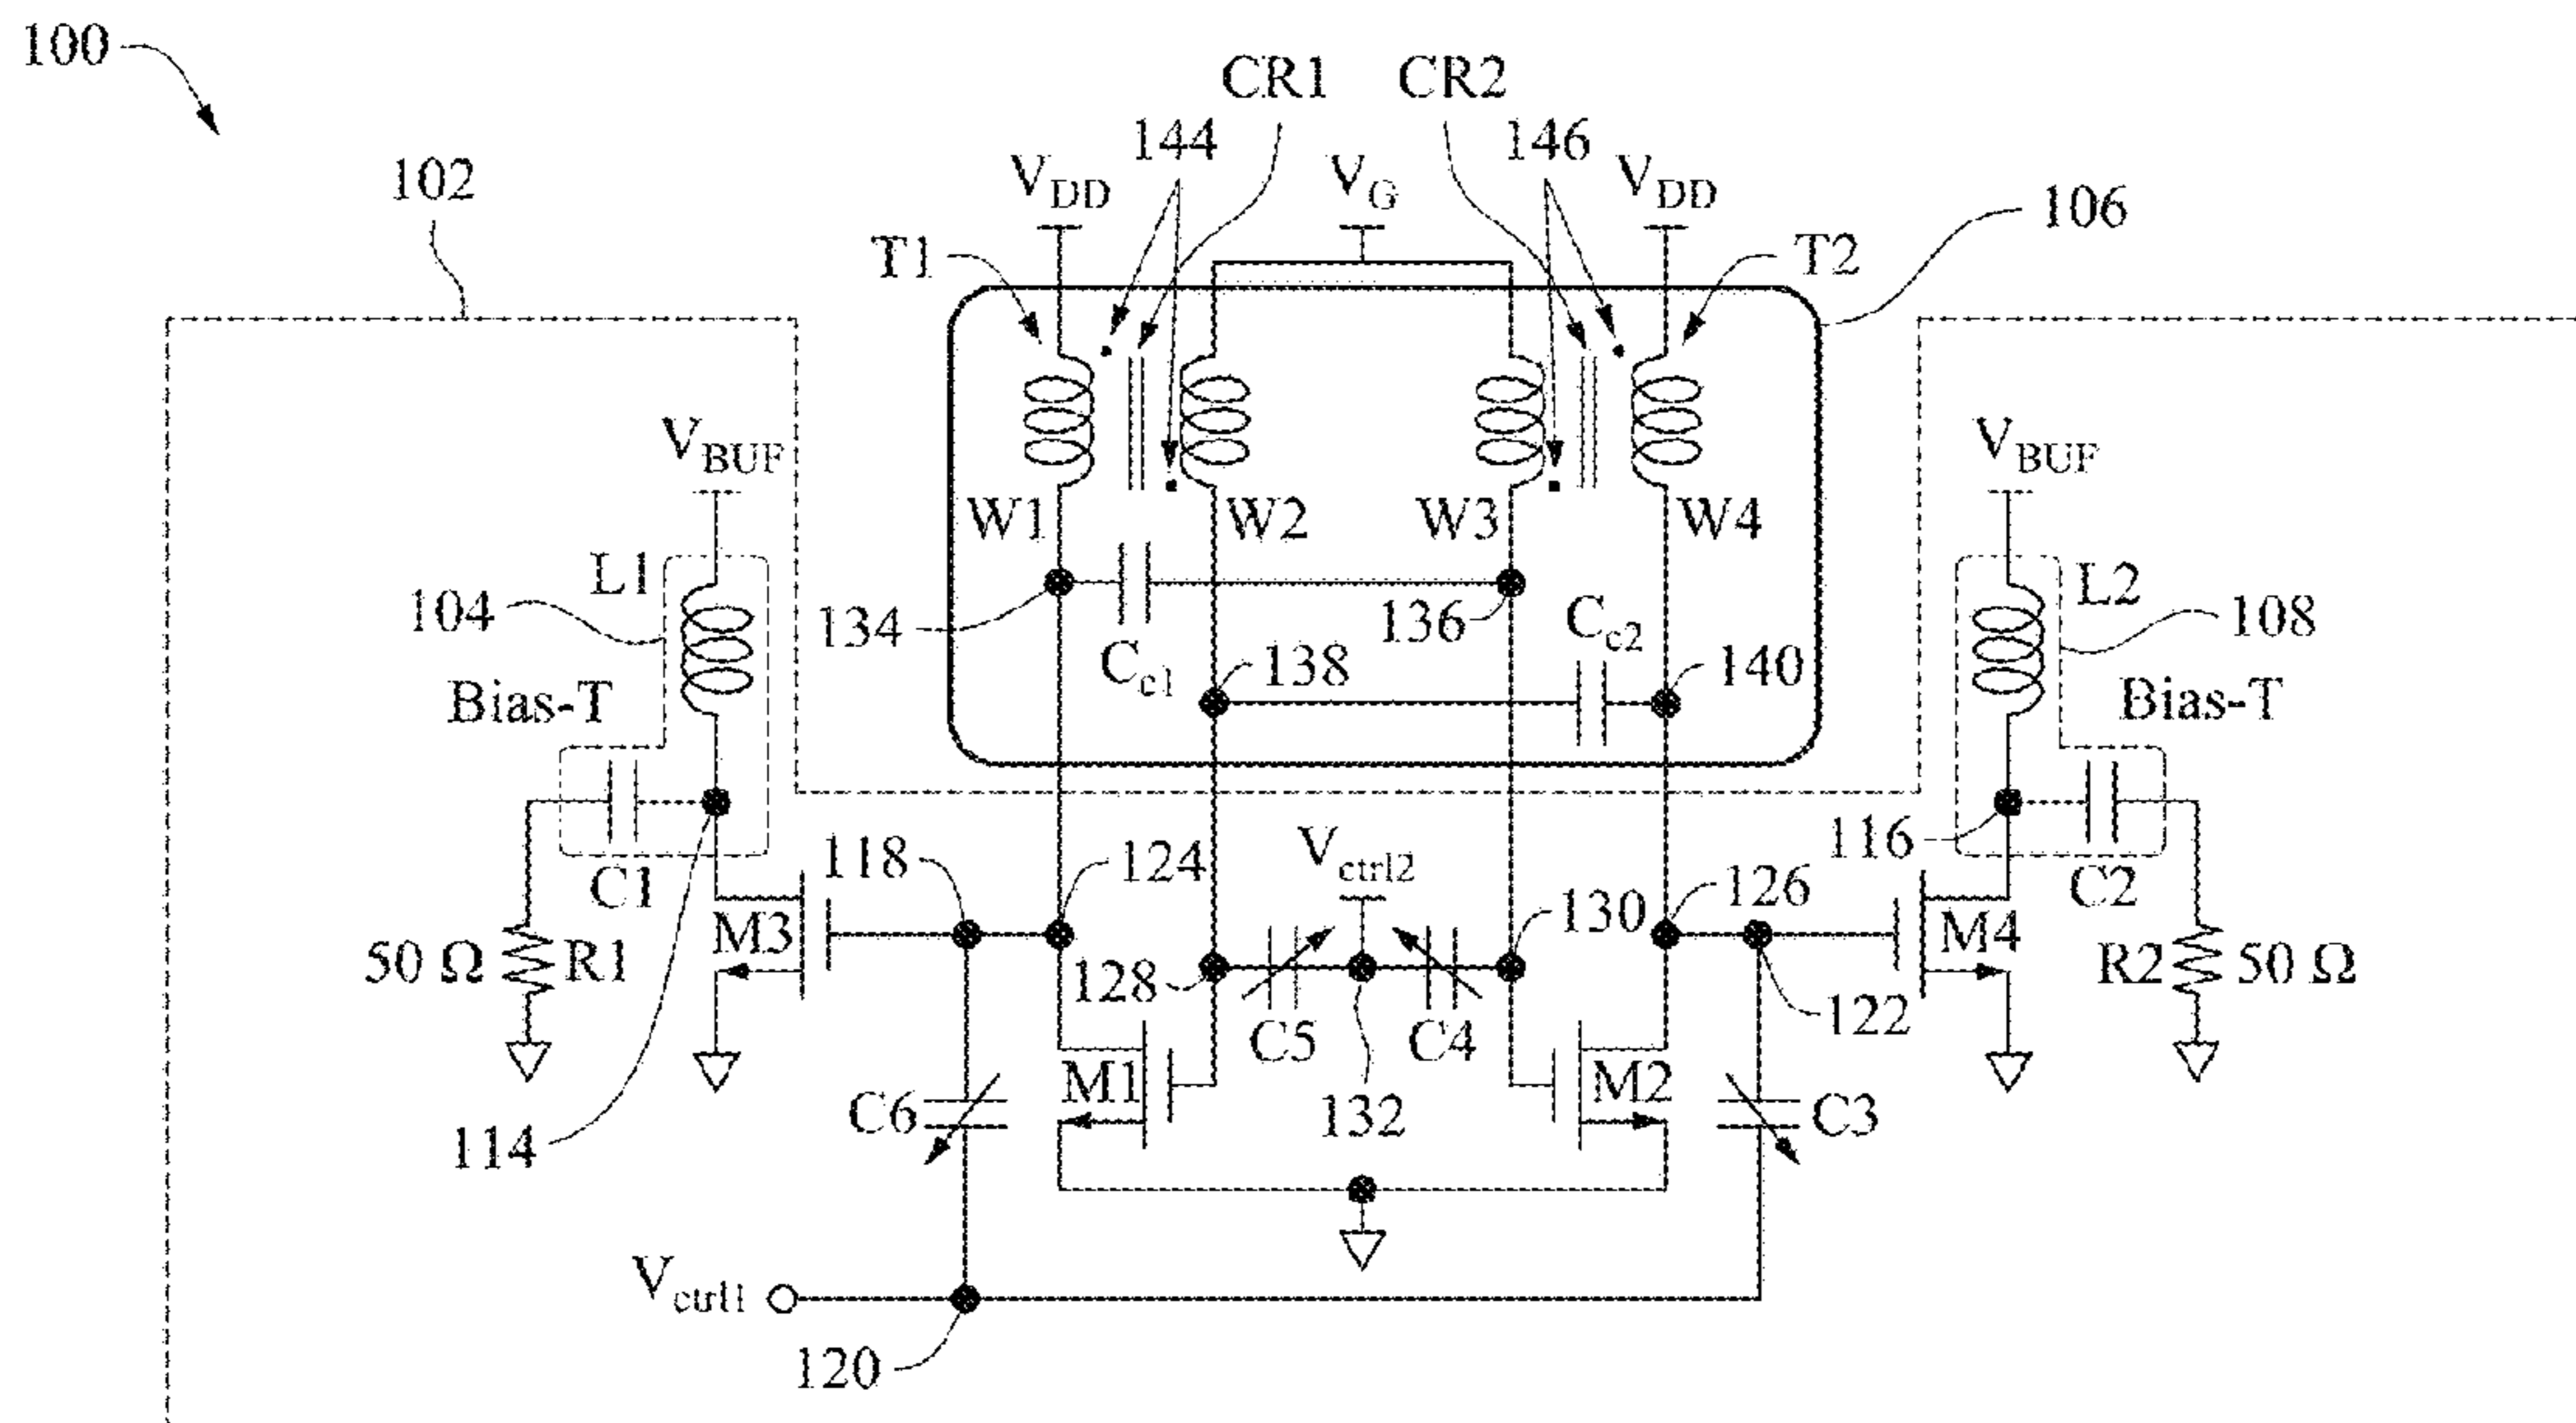 100
CR1 CR2
144 146
102 V_DD V_G V_DD
106
T1 T2
V_BUF V_BUF
W1 W2 W3 W4
L1 L2
104 134 136 C_c2 108
C_c1 138 140
Bias-T Bias-T
118 124 V_ctrl2 116
C1 126 C2
130
M3 M4
50 Ω R1 128 R2 50 Ω
122
C5 C4
M1 M2
C6 132 C3
114
V_ctrl1
120